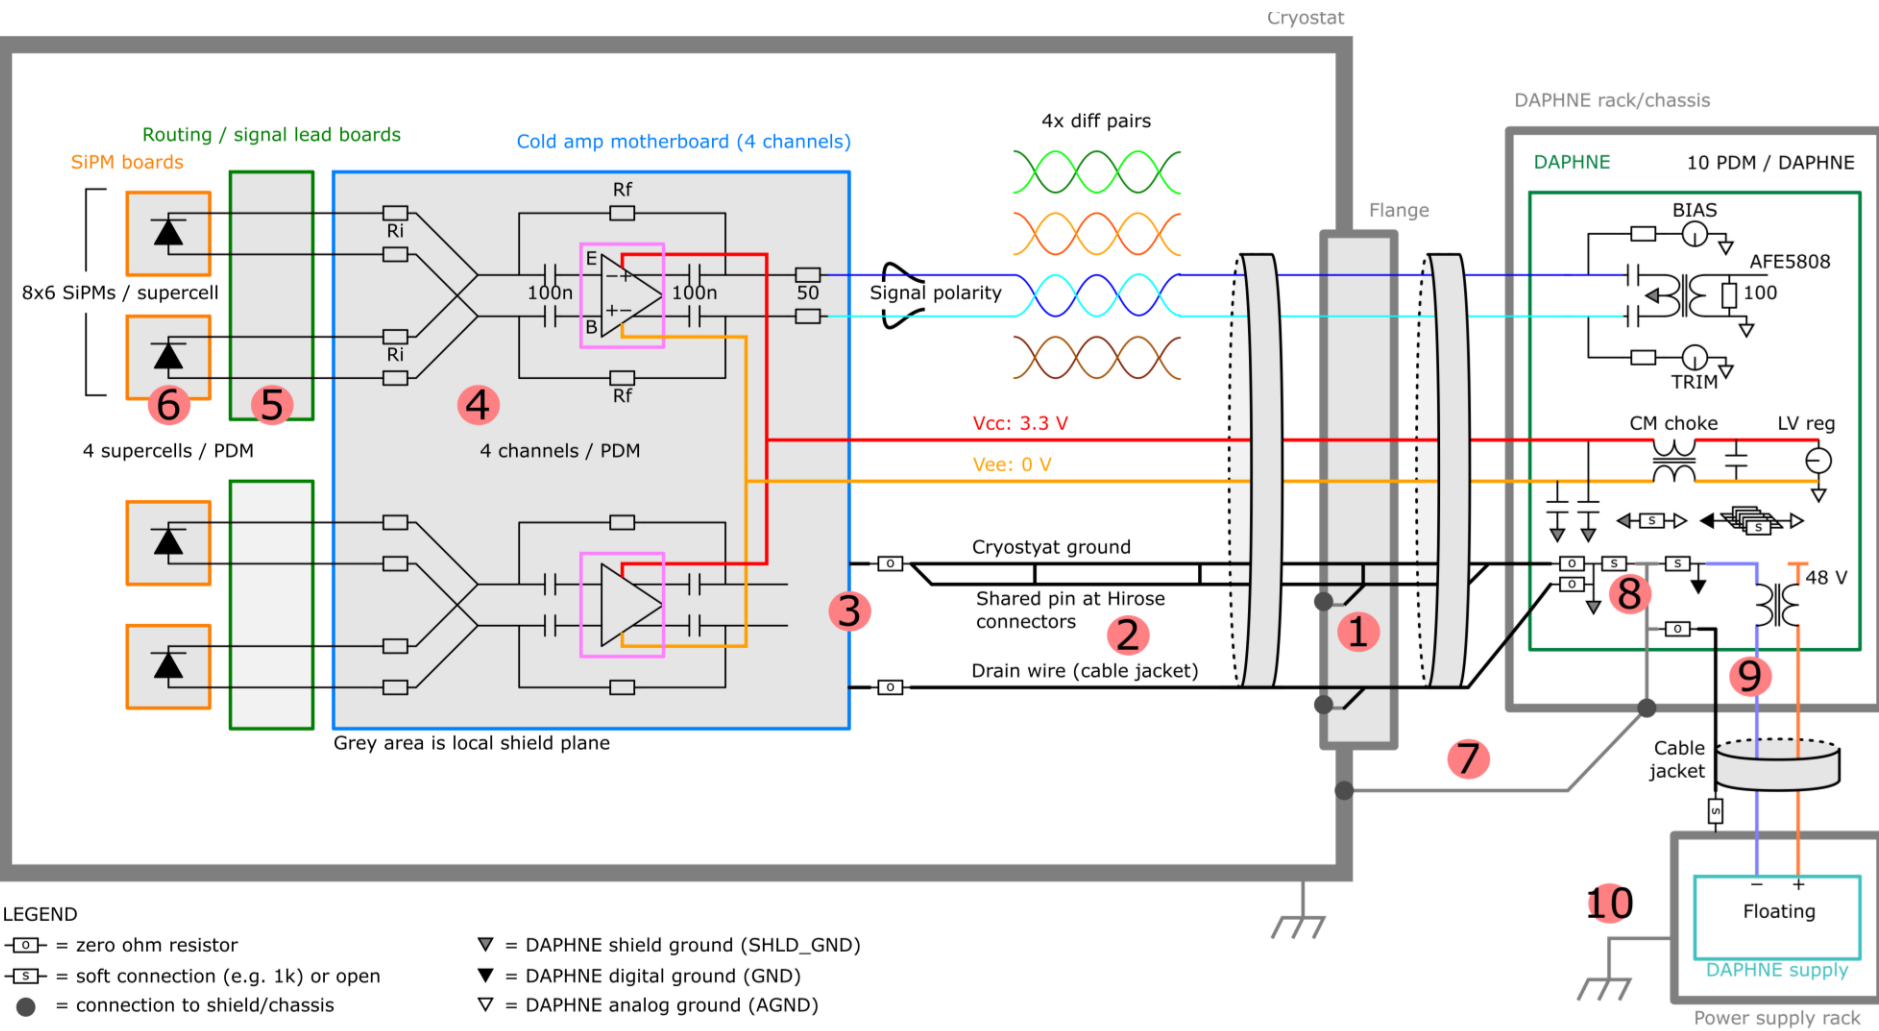 Cryostat
DAPHNE rack/chassis
Routing / signal lead boards
Cold amp motherboard (4 channels)
4x diff pairs
SiPM boards
DAPHNE
10 PDM / DAPHNE
Rf
Flange
BIAS
Ri
E
AFE5808
8x6 SiPMs / supercell
100n
100n
50
Signal polarity
100
B
Ri
Rf
TRIM
6
5
4
Vcc: 3.3 V
CM choke
LV reg
4 supercells / PDM
4 channels / PDM
Vee: 0 V
s
s
Cryostyat ground
o
o
s
s
48 V
o
Shared pin at Hirose
connectors
3
2
1
8
o
Drain wire (cable jacket)
o
9
Grey area is local shield plane
7
Cable
jacket
s
− +
10
Floating
LEGEND
o = zero ohm resistor
s = soft connection (e.g. 1k) or open
= connection to shield/chassis
= DAPHNE shield ground (SHLD_GND)
= DAPHNE digital ground (GND)
= DAPHNE analog ground (AGND)
DAPHNE supply
Power supply rack